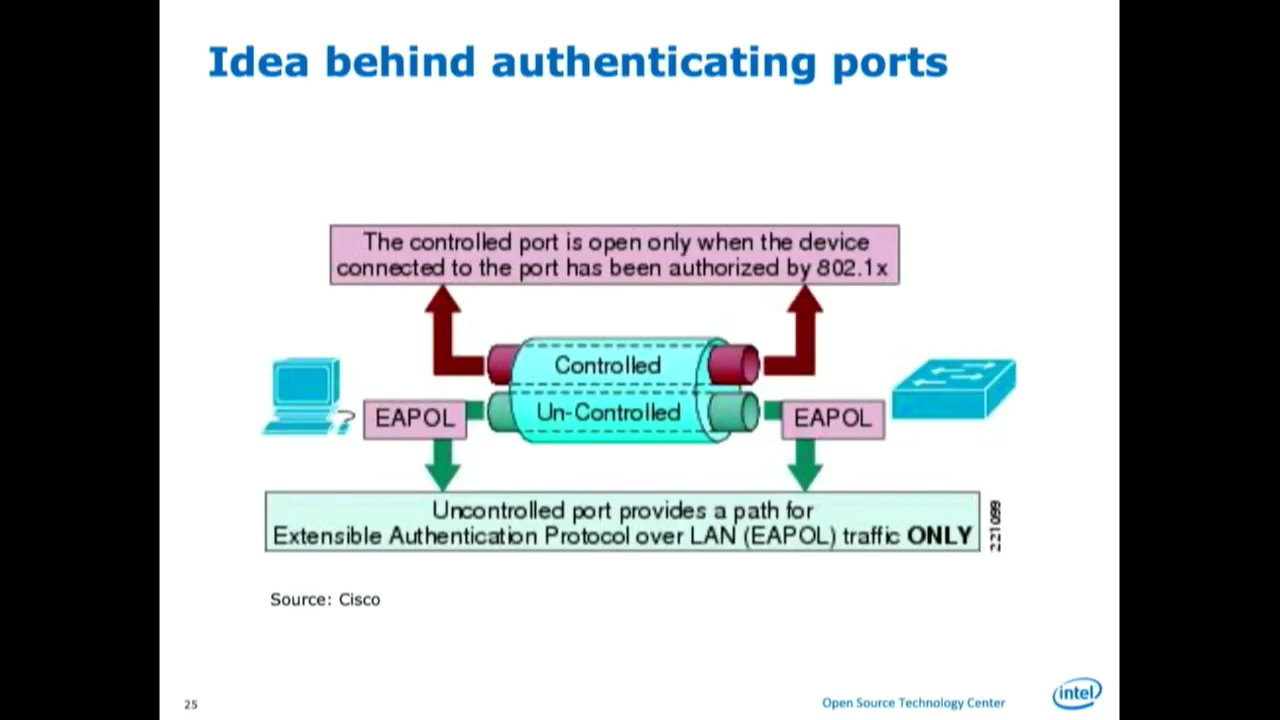 Idea behind authenticating ports
The controlled port is open only when the device
connected to the port has been authorized by 802.1x
Controlled
Un-Controlled
EAPOL
EAPOL
Uncontrolled port provides a path for
Extensible Authentication Protocol over LAN (EAPOL) traffic ONLY
221099
Source: Cisco
25
Open Source Technology Center
intel